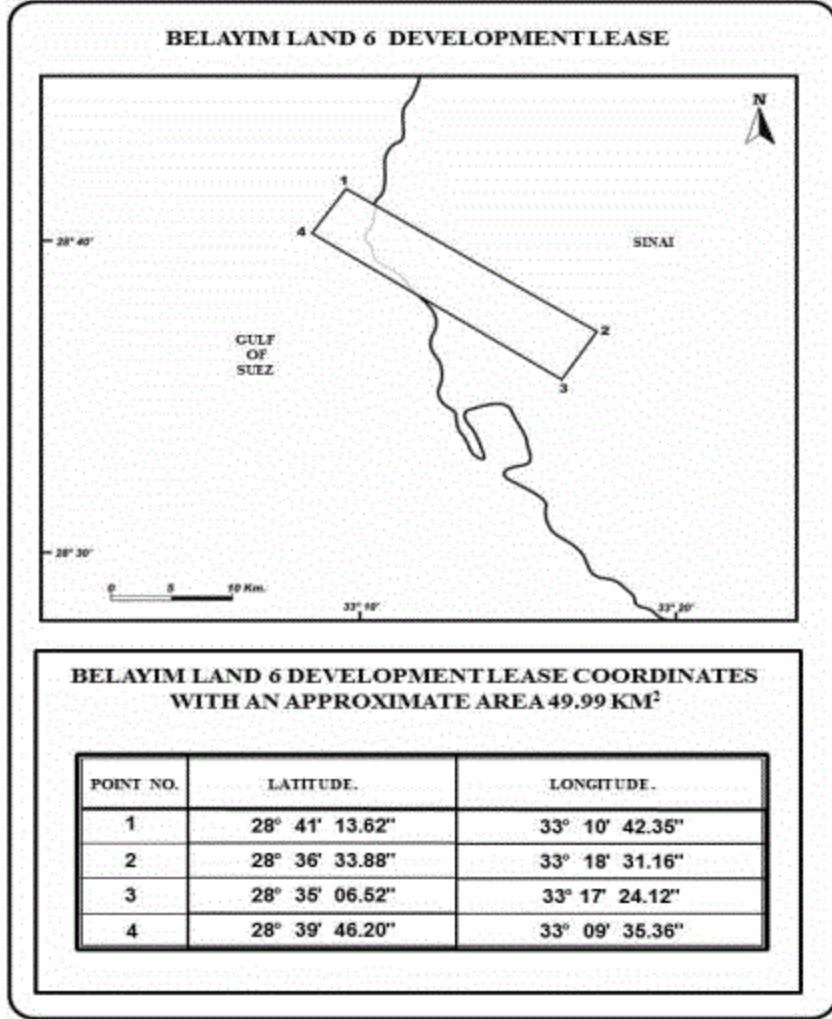 BELAYIM LAND 6 DEVELOPMENT LEASE
N
1
28° 40'
4
SINAI
2
GULF
OF
SUEZ
3
28° 30'
0 5 10 Km.
33° 10' 33° 20'
BELAYIM LAND 6 DEVELOPMENT LEASE COORDINATES
WITH AN APPROXIMATE AREA 49.99 KM²
POINT NO. LATITUDE. LONGITUDE.
1 28° 41' 13.62" 33° 10' 42.35"
2 28° 36' 33.88" 33° 18' 31.16"
3 28° 35' 06.52" 33° 17' 24.12"
4 28° 39' 46.20" 33° 09' 35.36"